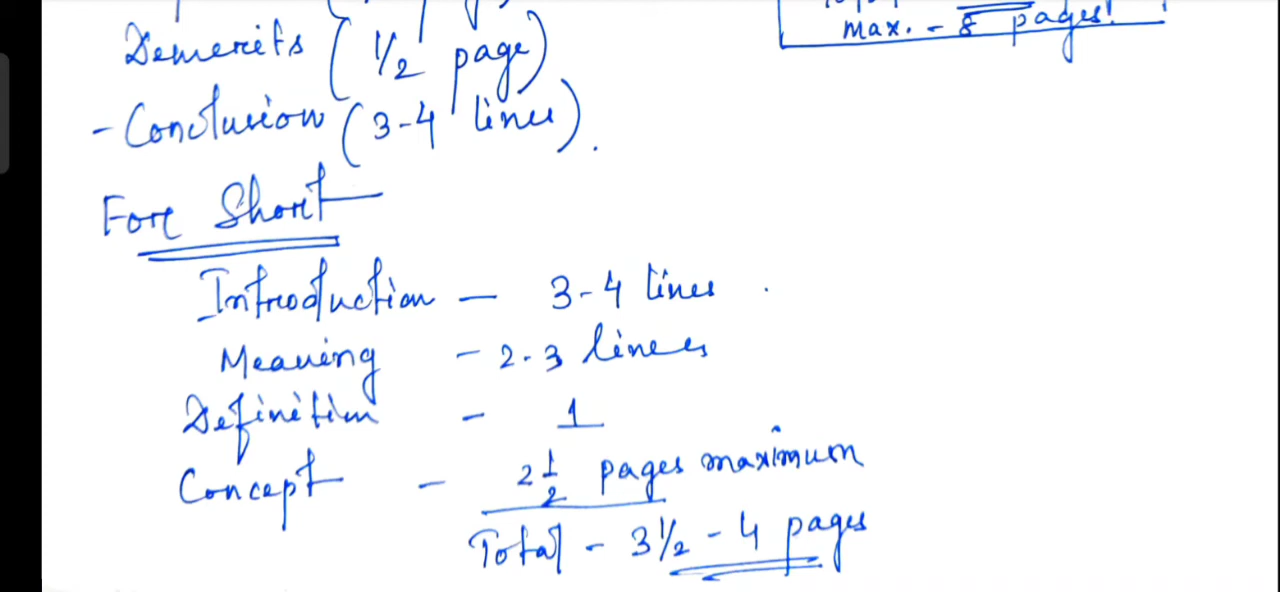 Demerits (1/2 page)
max. - 8 pages!
- Conclusion (3-4 lines).
For Short
Introduction - 3-4 lines.
Meaning - 2-3 lines
Definition - 1
Concept - 2 1/2 pages maximum
Total - 3 1/2 - 4 pages